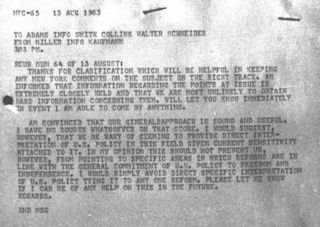 NYC-65 13 AUG 1963
TO ADAMS INFO SMITH COLLINS WALTER SCHNEIDER
FROM MILLER INFO KAUFMANN
303 PM.
REUR MUN 64 OF 13 AUGUST:
THANKS FOR CLARIFICATION WHICH WILL BE HELPFUL IN KEEPING
ANY NEW YORK COMMENTS ON THE SUBJECT ON THE RIGHT TRACK. AM
INFORMED THAT INFORMATION REGARDING THE POINTS AT ISSUE IS
EXTREMELY CLOSELY HELD AND THAT WE ARE MOST UNLIKELY TO OBTAIN
HARD INFORMATION CONCERNING THEM. WILL LET YOU KNOW IMMEDIATELY
IN EVENT I AM ABLE TO COME BY ANYTHING.
AM CONVINCED THAT OUR GENERALAPPROACH IN SOUND AND USEFUL.
I HAVE NO DOUBTS WHATSOEVER ON THAT SCORE. I WOULD SUGGEST,
HOWEVER, THAT WE BE WARY OF SEEMING TO PROVIDE DIRECT INTER-
PRETATION OF U.S. POLICY IN THIS FIELD GIVEN CURRENT SENSITIVITY
ATTACHED TO IT. IN MY OPINION THIS SHOULD NOT PREVENT US,
HOWEVER, FROM POINTING TO SPECIFIC AREAS IN WHICH REFORMS ARE IN
LINE WITH THE GENERAL COMMITMENT OF U.S. POLICY TO FREEDOM AND
INDEPENDENCE. I WOULD SIMPLY AVOID DIRECT SPECIFIC INTERPRETATION
OF U.S. POLICY TYING IT TO ANY ONE REFORM. PLEASE LET ME KNOW
IF I CAN BE OF ANY HELP ON THIS IN THE FUTURE.
REGARDS.
END MSG